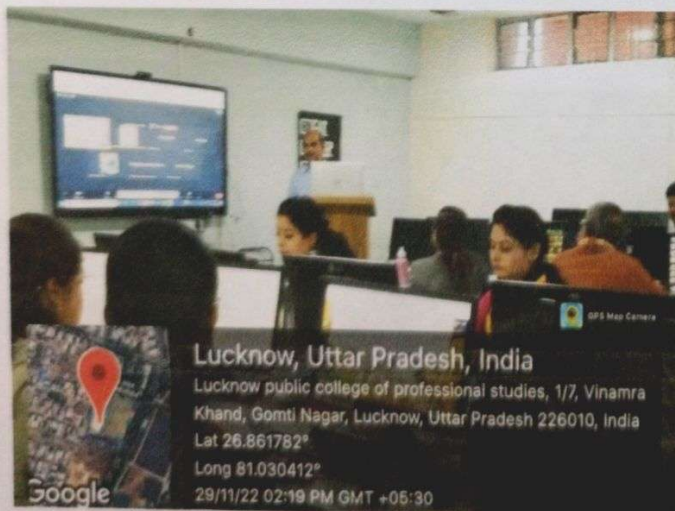 GPS Map Camera
Lucknow, Uttar Pradesh, India
Lucknow public college of professional studies, 1/7, Vinamra
Khand, Gomti Nagar, Lucknow, Uttar Pradesh 226010, India
Lat 26.861782°
Long 81.030412°
29/11/22 02:19 PM GMT +05:30
Google